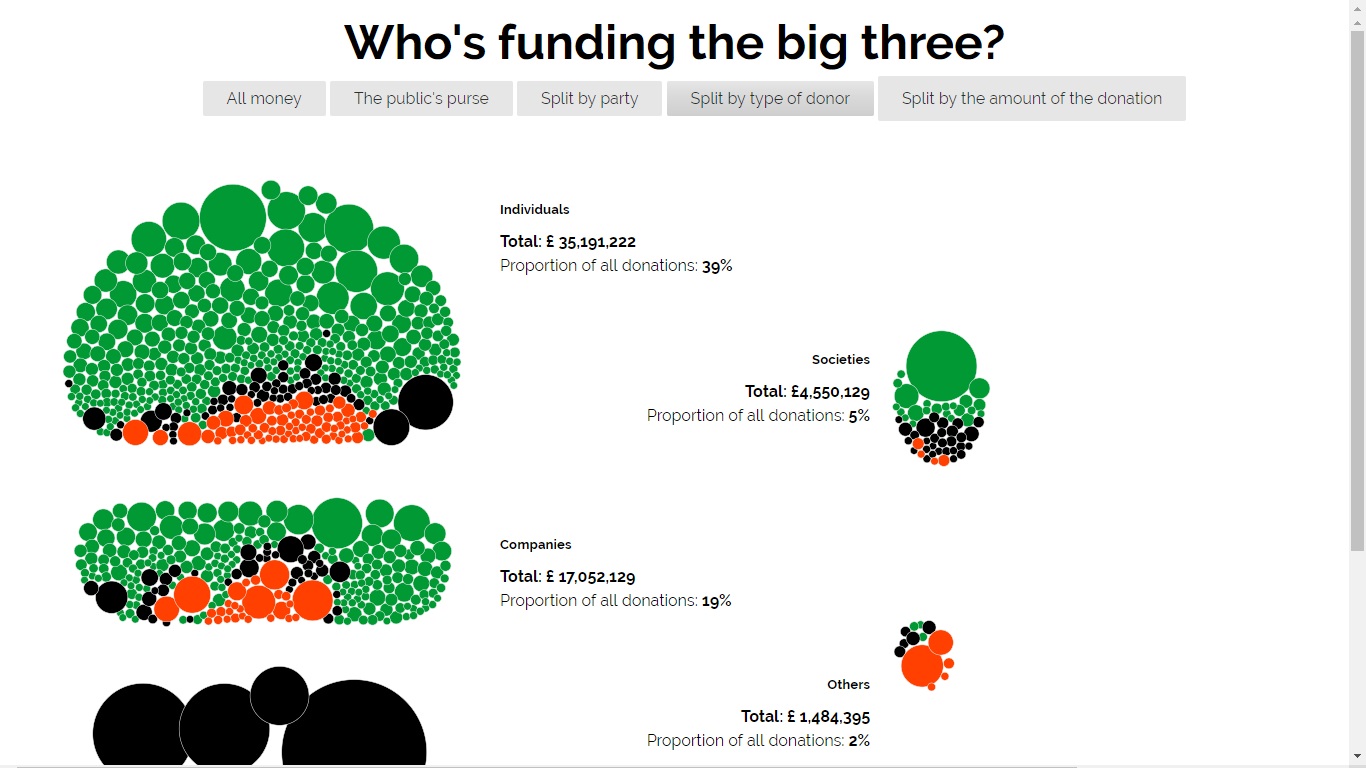 Who's funding the big three?
All money
The public's purse
Split by party
Split by type of donor
Split by the amount of the donation
Individuals
Total: £ 35,191,222
Proportion of all donations: 39%
Societies
Total: £4,550,129
Proportion of all donations: 5%
Companies
Total: £ 17,052,129
Proportion of all donations: 19%
Others
Total: £ 1,484,395
Proportion of all donations: 2%